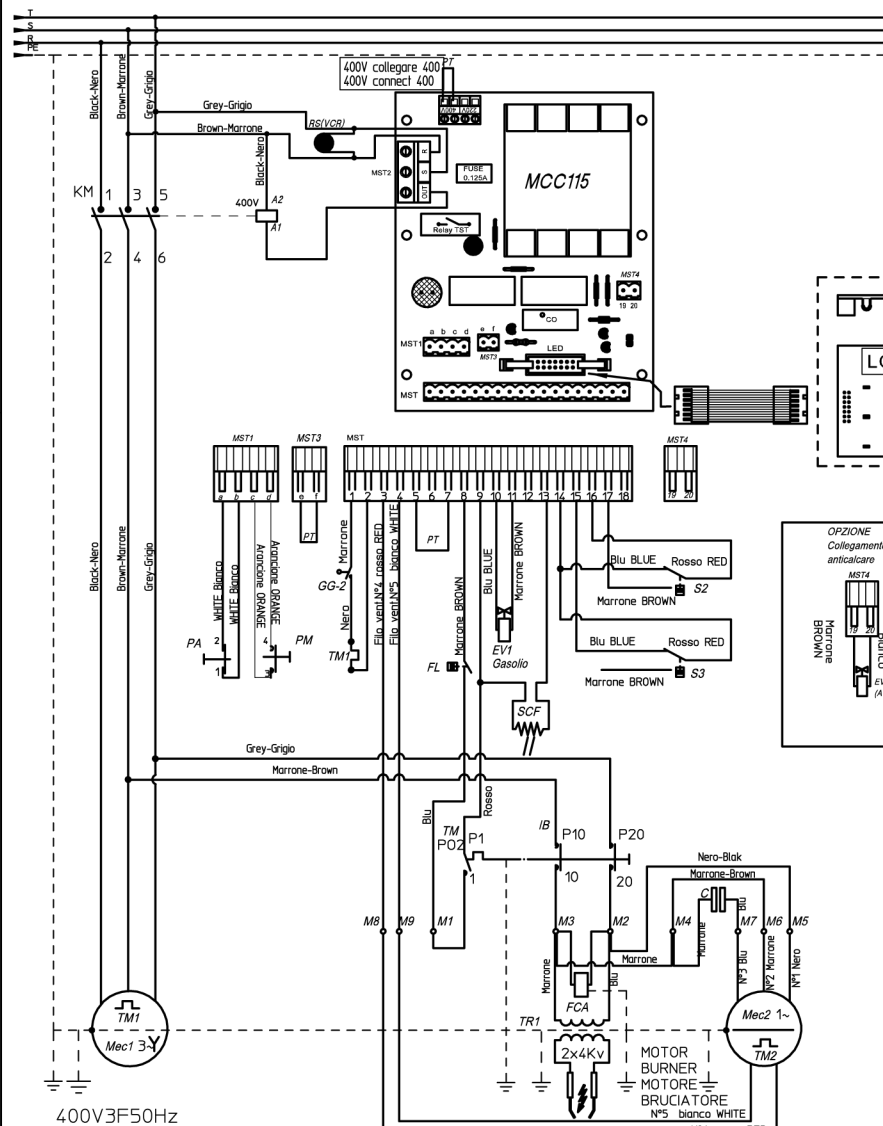 T
S
R
PE
400V collegare 400
400V connect 400
PT
Black-Nero
Brown-Marrone
Grey-Grigio
Grey-Grigio
Brown-Marrone
RS(VCR)
Black-Nero
400V
220V
MST2
R
S
OUT
FUSE
0.125A
MCC115
KM 1 3 5
400V
A2
A1
2 4 6
Relay TST
MST4
19 20
CO
a b c d
e f
MST1
MST3
LED
MST
LC
MST1
MST3
MST
MST4
a b c d
e f
1 2 3 4 5 6 7 8 9 10 11 12 13 14 15 16 17 18
19 20
PT
PT
Black-Nero
Brown-Marrone
Grey-Grigio
WHITE Bianco
WHITE Bianco
Arancione ORANGE
Arancione ORANGE
Marrone
GG-2
Nero
TM1
Filo vent.N°4 rosso RED
Filo vent.N°5 bianco WHITE
Marrone BROWN
Blu BLUE
Marrone BROWN
EV1
Gasolio
Blu BLUE
Rosso RED
S2
Marrone BROWN
Blu BLUE
Rosso RED
S3
Marrone BROWN
OPZIONE
Collegamento
anticalcare
MST4
19 20
Marrone
BROWN
Bianco
EV
(A
PA
2
1
4
3
PM
FL
SCF
Grey-Grigio
Marrone-Brown
Blu
Rosso
TM
P02
P1
1
IB
P10
P20
10
20
Nero-Blak
Marrone-Brown
C
Blu
M8
M9
M1
M3
M2
M4
M7
M6
M5
Marrone
Blu
Marrone
Marrone
N°3 Blu
N°2 Marrone
N°1 Nero
FCA
TR1
2x4Kv
TM1
Mec1 3~Y
Mec2 1~
TM2
MOTOR
BURNER
MOTORE
BRUCIATORE
N°5 bianco WHITE
400V3F50Hz